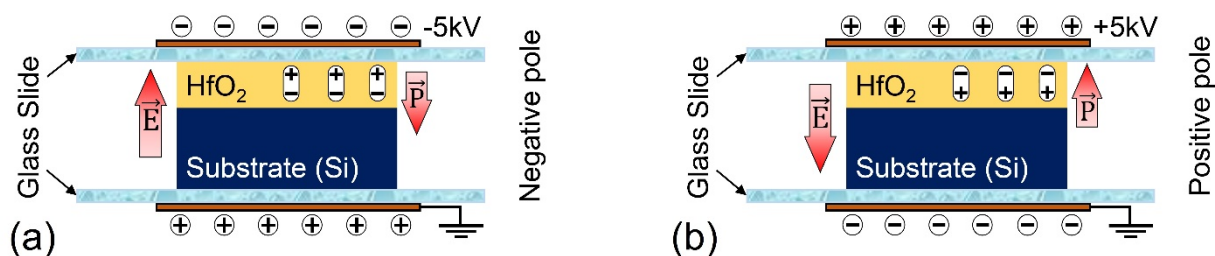 -5kV
Glass Slide
HfO₂
E
P
Substrate (Si)
Negative pole
(a)
+5kV
Glass Slide
HfO₂
E
P
Substrate (Si)
Positive pole
(b)